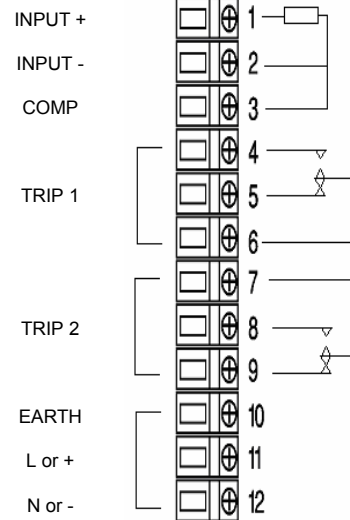 INPUT + 1
INPUT - 2
COMP 3
4
TRIP 1 5
6
7
TRIP 2 8
9
EARTH 10
L or + 11
N or - 12